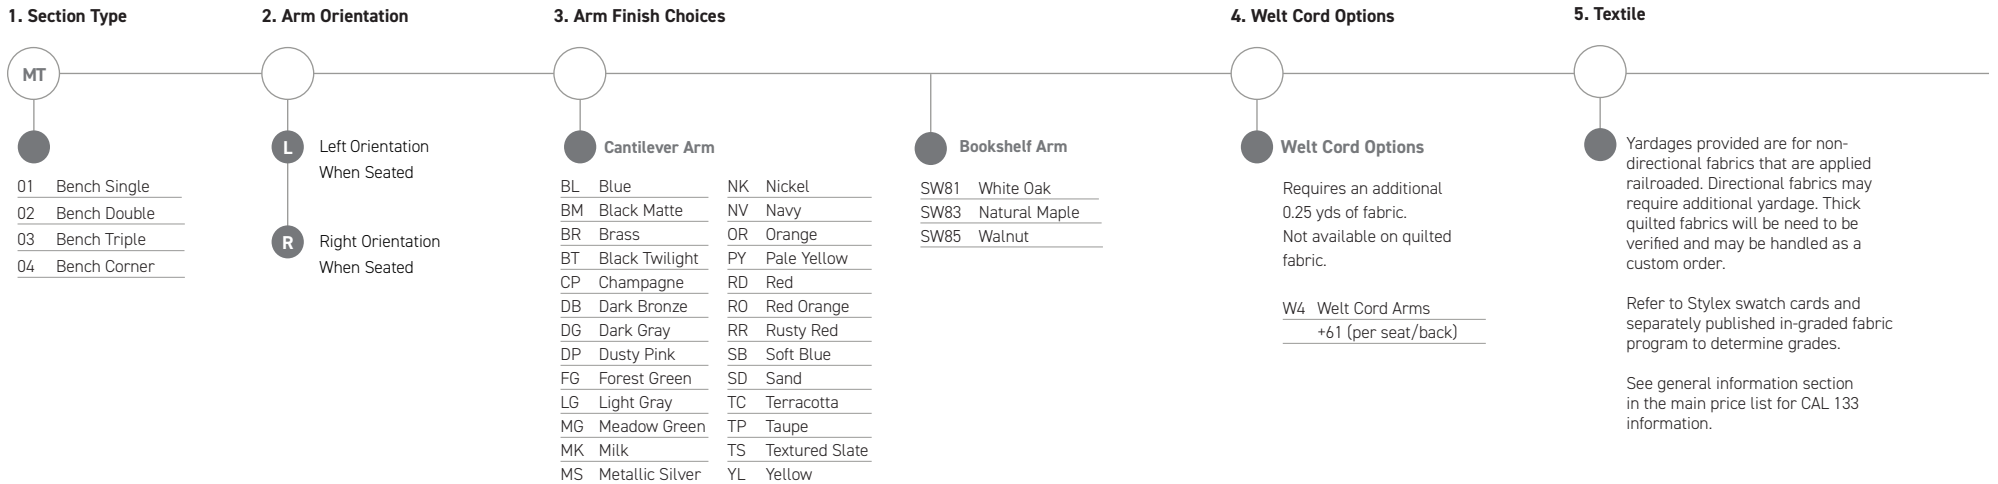 1. Section Type
MT
01 Bench Single
02 Bench Double
03 Bench Triple
04 Bench Corner
2. Arm Orientation
L Left Orientation
When Seated
R Right Orientation
When Seated
3. Arm Finish Choices
Cantilever Arm
BL Blue
BM Black Matte
BR Brass
BT Black Twilight
CP Champagne
DB Dark Bronze
DG Dark Gray
DP Dusty Pink
FG Forest Green
LG Light Gray
MG Meadow Green
MK Milk
MS Metallic Silver
NK Nickel
NV Navy
OR Orange
PY Pale Yellow
RD Red
RO Red Orange
RR Rusty Red
SB Soft Blue
SD Sand
TC Terracotta
TP Taupe
TS Textured Slate
YL Yellow
Bookshelf Arm
SW81 White Oak
SW83 Natural Maple
SW85 Walnut
4. Welt Cord Options
Welt Cord Options
Requires an additional
0.25 yds of fabric.
Not available on quilted
fabric.
W4 Welt Cord Arms
+61 (per seat/back)
5. Textile
Yardages provided are for non-
directional fabrics that are applied
railroaded. Directional fabrics may
require additional yardage. Thick
quilted fabrics will be need to be
verified and may be handled as a
custom order.
Refer to Stylex swatch cards and
separately published in-graded fabric
program to determine grades.
See general information section
in the main price list for CAL 133
information.